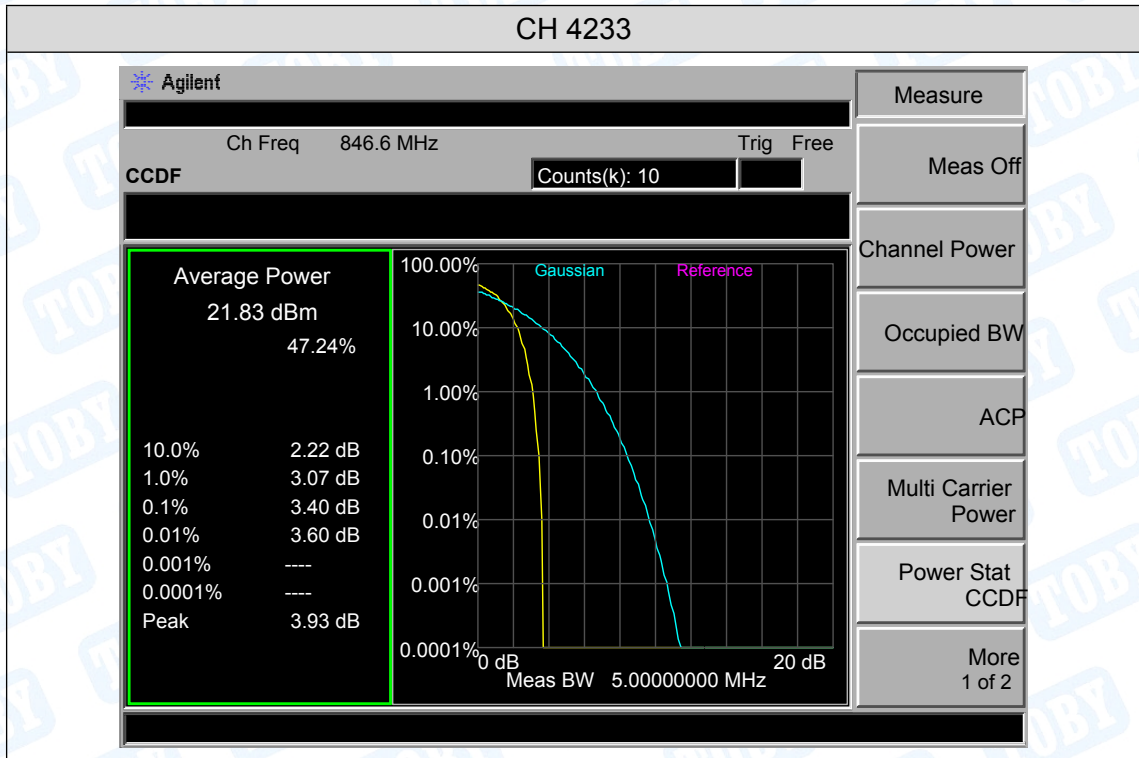 CH 4233
Agilent
Measure
Ch Freq 846.6 MHz Trig Free
CCDF
Counts(k): 10
Meas Off
Channel Power
Occupied BW
ACP
Multi Carrier
Power
Power Stat
CCDF
More
1 of 2
Average Power
21.83 dBm
47.24%
10.0% 2.22 dB
1.0% 3.07 dB
0.1% 3.40 dB
0.01% 3.60 dB
0.001% ----
0.0001% ----
Peak 3.93 dB
Gaussian Reference
100.00%
10.00%
1.00%
0.10%
0.01%
0.001%
0.0001%
0 dB 20 dB
Meas BW 5.00000000 MHz
TOBY